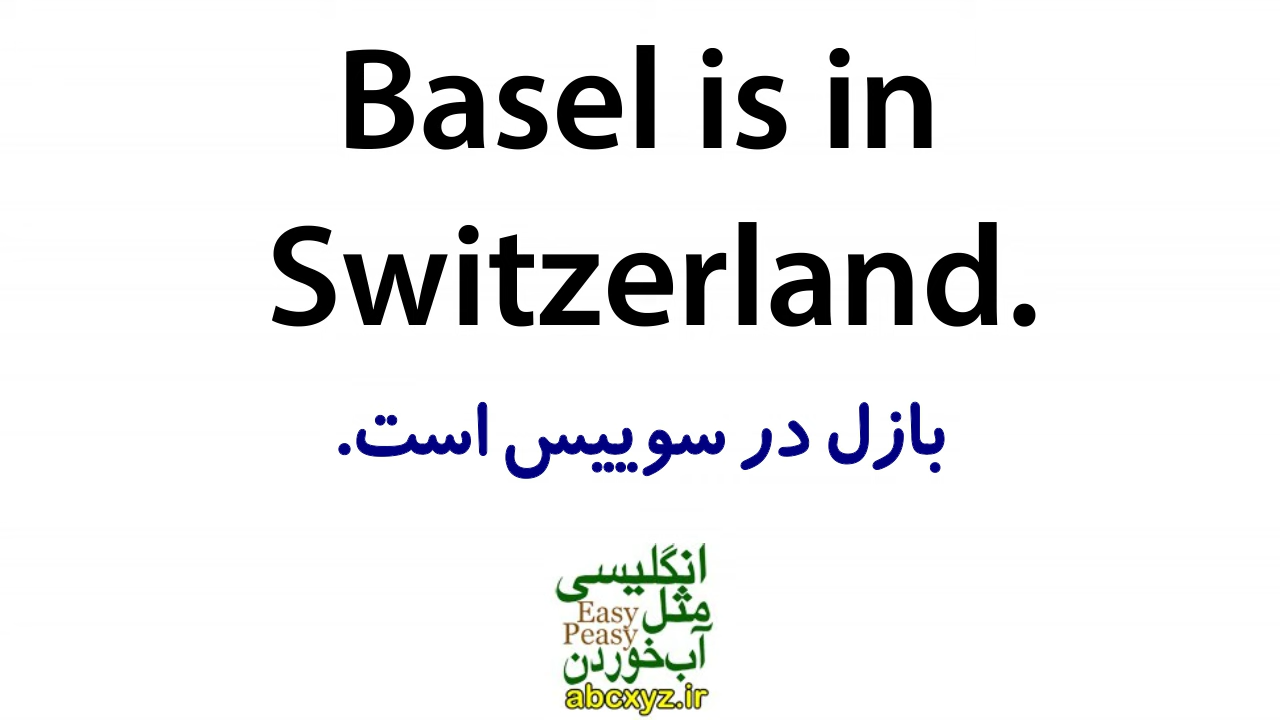 Basel is in
Switzerland.
بازل در سوییس است.
انگلیسی
مثل Easy
Peasy
آب‌خوردن
abcxyz.ir